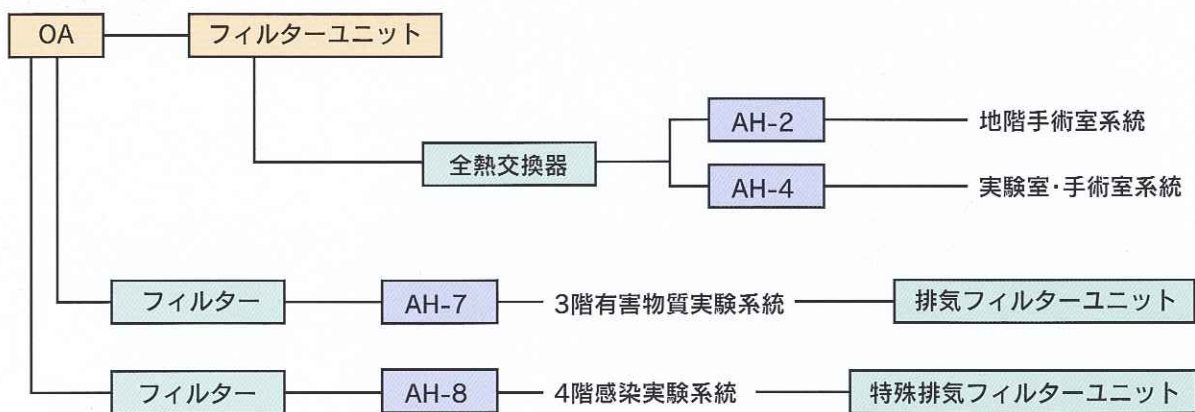 OA
フィルターユニット
全熱交換器
AH-2
地階手術室系統
AH-4
実験室・手術室系統
フィルター
AH-7
3階有害物質実験系統
排気フィルターユニット
フィルター
AH-8
4階感染実験系統
特殊排気フィルターユニット